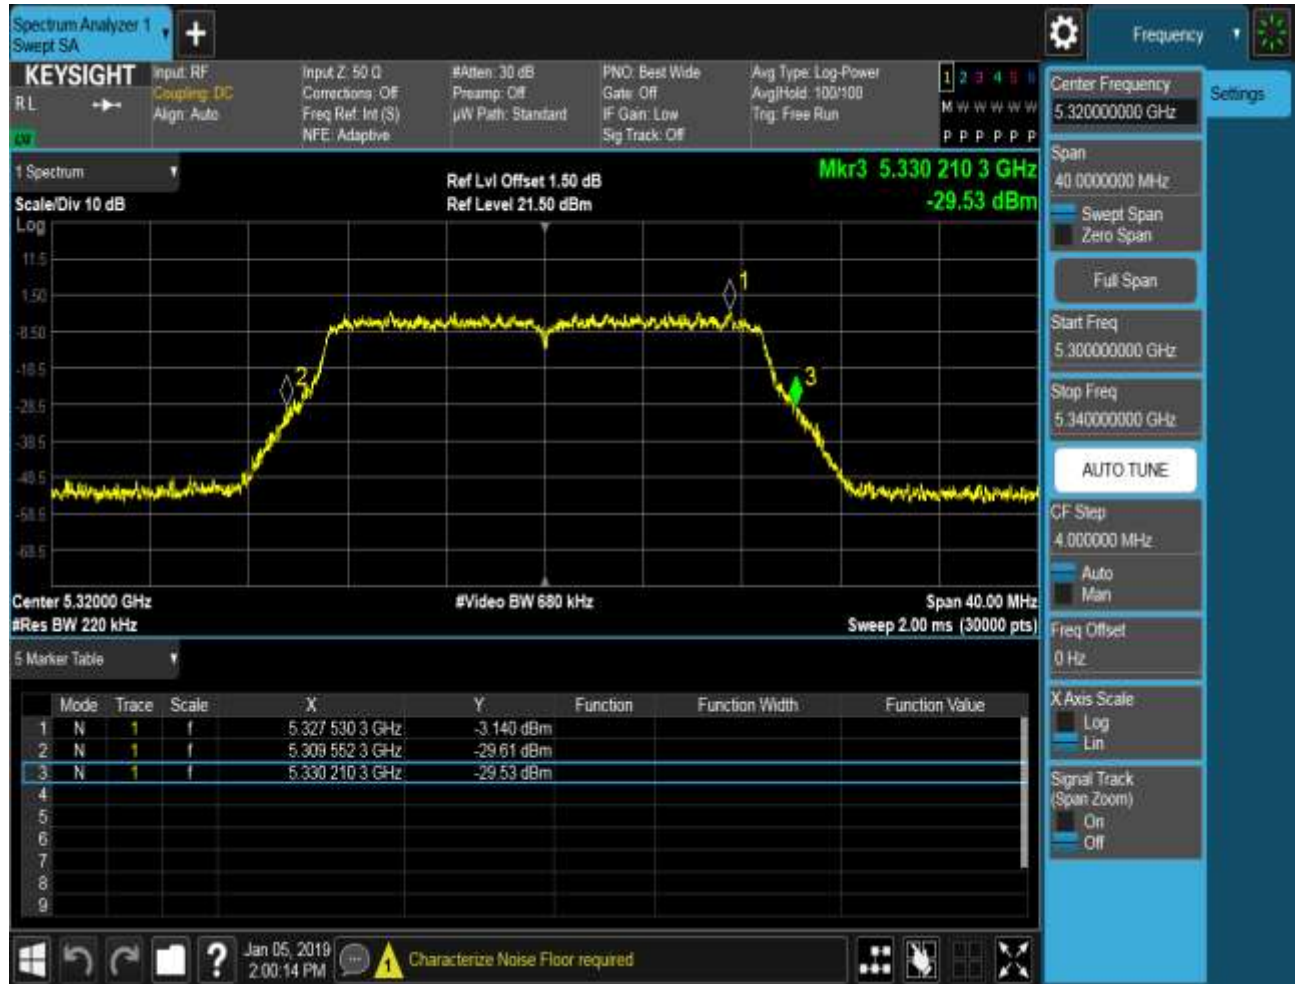 Spectrum Analyzer 1
Swept SA
Frequency
KEYSIGHT
R L
Input: RF
Coupling: DC
Align: Auto
Input Z: 50 Ω
Corrections: Off
Freq Ref: Int (S)
NFE: Adaptive
#Atten: 30 dB
Preamp: Off
µW Path: Standard
PNO: Best Wide
Gate: Off
IF Gain: Low
Sig Track: Off
Avg Type: Log-Power
Avg|Hold: 100/100
Trig: Free Run
1 2 3 4 5 6
M W W W W W
P P P P P P
1 Spectrum
Scale/Div 10 dB
Log
Ref Lvl Offset 1.50 dB
Ref Level 21.50 dBm
Mkr3 5.330 210 3 GHz
-29.53 dBm
11.5
1.50
-8.50
-18.5
-28.5
-38.5
-48.5
-58.5
-68.5
1
2
3
Center 5.32000 GHz
#Res BW 220 kHz
#Video BW 680 kHz
Span 40.00 MHz
Sweep 2.00 ms (30000 pts)
5 Marker Table
Mode Trace Scale X Y Function Function Width Function Value
1 N 1 f 5.327 530 3 GHz -3.140 dBm
2 N 1 f 5.309 552 3 GHz -29.61 dBm
3 N 1 f 5.330 210 3 GHz -29.53 dBm
4
5
6
7
8
9
Jan 05, 2019
2:00:14 PM
Characterize Noise Floor required
Center Frequency
5.320000000 GHz
Settings
Span
40.0000000 MHz
Swept Span
Zero Span
Full Span
Start Freq
5.300000000 GHz
Stop Freq
5.340000000 GHz
AUTO TUNE
CF Step
4.000000 MHz
Auto
Man
Freq Offset
0 Hz
X Axis Scale
Log
Lin
Signal Track
(Span Zoom)
On
Off